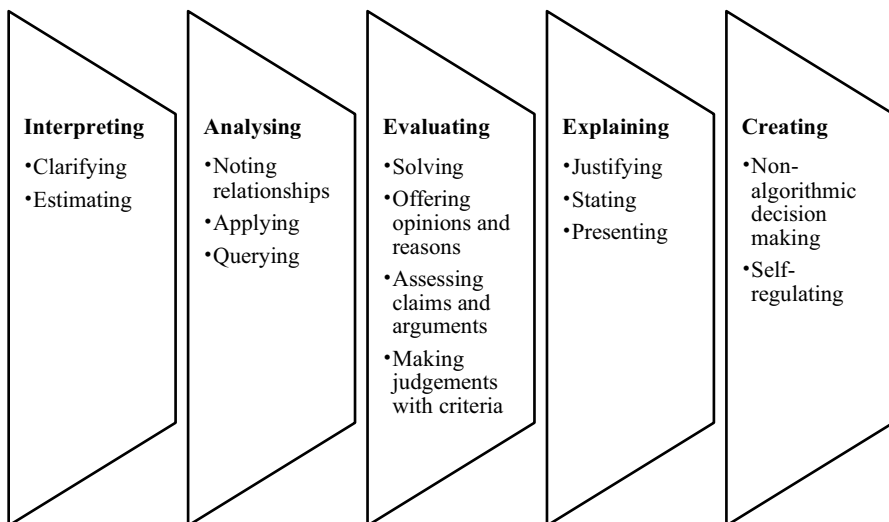 Interpreting
•Clarifying
•Estimating
Analysing
•Noting
relationships
•Applying
•Querying
Evaluating
•Solving
•Offering
opinions and
reasons
•Assessing
claims and
arguments
•Making
judgements
with criteria
Explaining
•Justifying
•Stating
•Presenting
Creating
•Non-
algorithmic
decision
making
•Self-
regulating